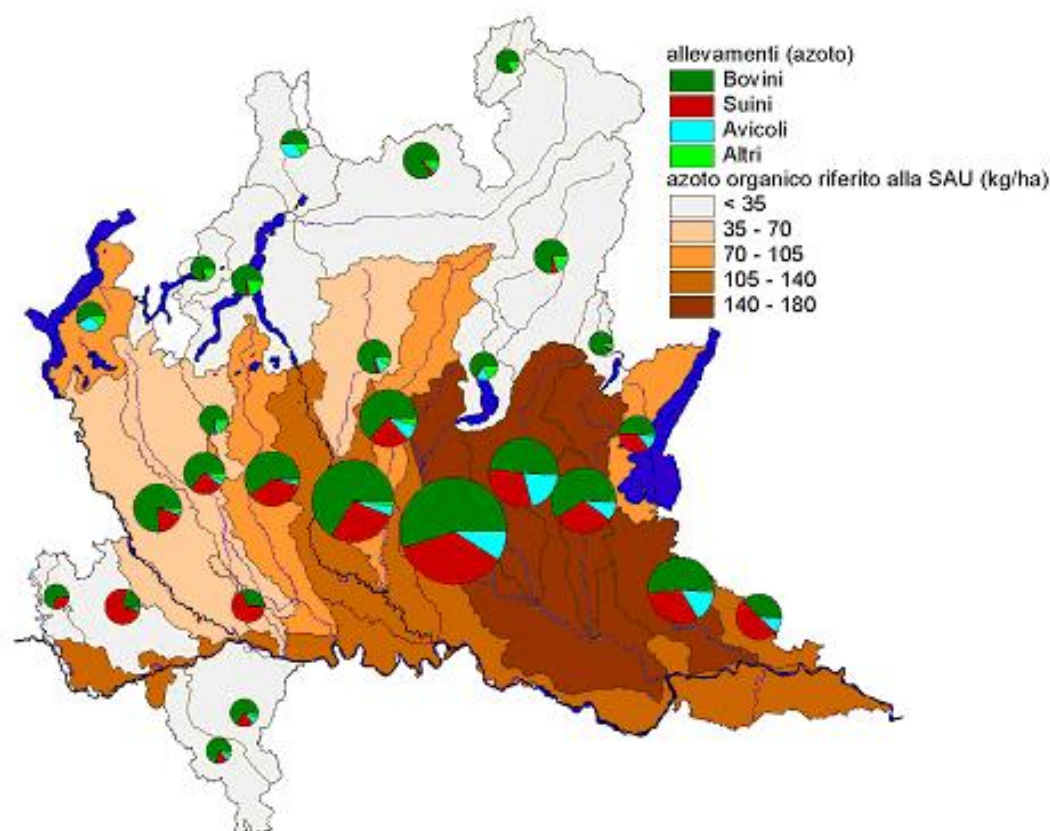 allevamenti (azoto)
Bovini
Suini
Avicoli
Altri
azoto organico riferito alla SAU (kg/ha)
< 35
35 - 70
70 - 105
105 - 140
140 - 180